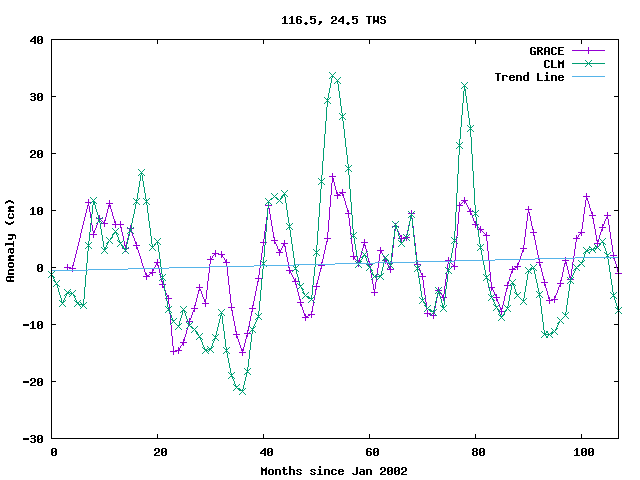 116.5, 24.5 TWS
GRACE
CLM
Trend Line
40
30
20
10
0
-10
-20
-30
Anomaly (cm)
0 20 40 60 80 100
Months since Jan 2002